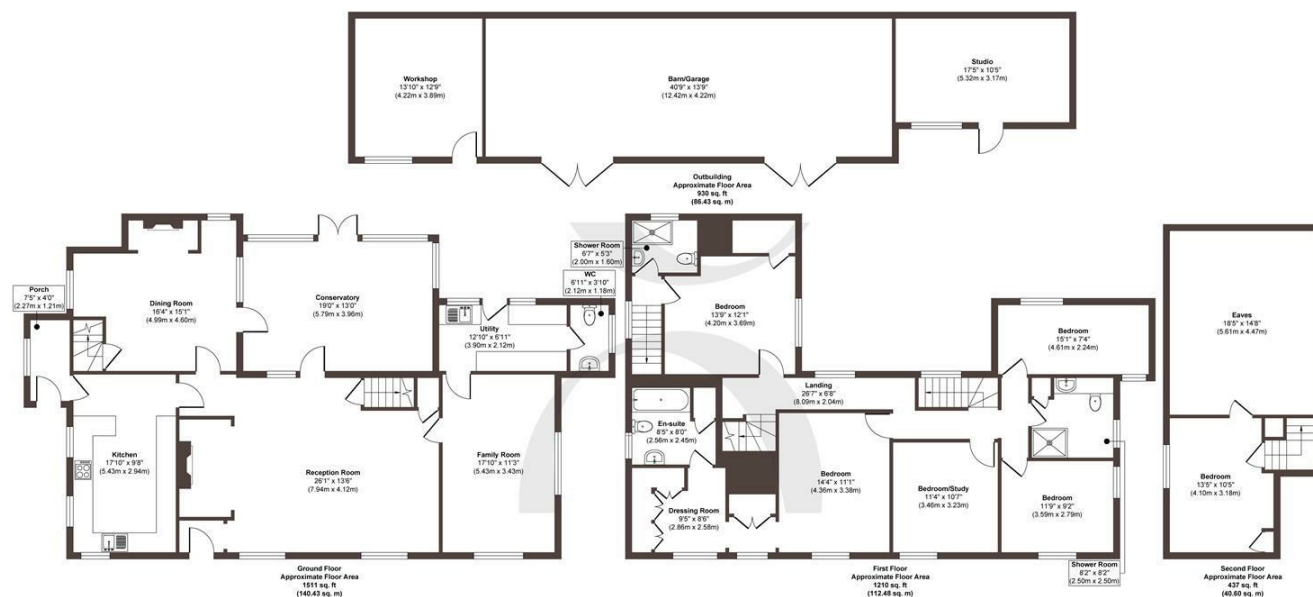 Workshop
13'10" x 12'9"
(4.22m x 3.89m)
Barn/Garage
40'9" x 13'9"
(12.42m x 4.22m)
Studio
17'5" x 10'5"
(5.32m x 3.17m)
Outbuilding
Approximate Floor Area
930 sq. ft
(86.43 sq. m)
Porch
7'5" x 4'0"
(2.27m x 1.21m)
Dining Room
16'4" x 15'1"
(4.99m x 4.60m)
Conservatory
19'0" x 13'0"
(5.79m x 3.96m)
Utility
12'10" x 6'11"
(3.90m x 2.12m)
WC
6'11" x 3'10"
(2.12m x 1.18m)
Kitchen
17'10" x 9'8"
(5.43m x 2.94m)
Reception Room
26'1" x 13'6"
(7.94m x 4.12m)
Family Room
17'10" x 11'3"
(5.43m x 3.43m)
Ground Floor
Approximate Floor Area
1511 sq. ft
(140.43 sq. m)
Shower Room
6'7" x 5'3"
(2.00m x 1.60m)
Bedroom
13'9" x 12'1"
(4.20m x 3.69m)
Bedroom
15'1" x 7'4"
(4.61m x 2.24m)
Landing
26'7" x 6'8"
(8.09m x 2.04m)
En-suite
8'5" x 8'0"
(2.56m x 2.45m)
Dressing Room
9'5" x 8'6"
(2.86m x 2.58m)
Bedroom
14'4" x 11'1"
(4.36m x 3.38m)
Bedroom/Study
11'4" x 10'7"
(3.46m x 3.23m)
Bedroom
11'9" x 9'2"
(3.59m x 2.79m)
Shower Room
8'2" x 8'2"
(2.50m x 2.50m)
First Floor
Approximate Floor Area
1210 sq. ft
(112.48 sq. m)
Eaves
18'5" x 14'8"
(5.61m x 4.47m)
Bedroom
13'5" x 10'5"
(4.10m x 3.18m)
Second Floor
Approximate Floor Area
437 sq. ft
(40.60 sq. m)